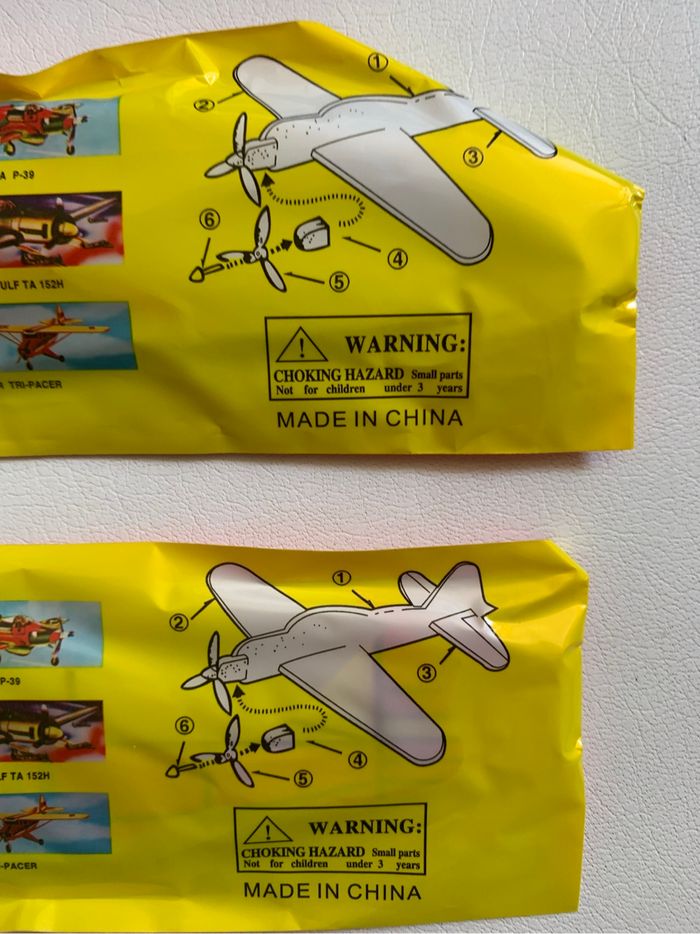 ①
②
③
A P-39
⑥
④
⑤
ULF TA 152H
WARNING:
CHOKING HAZARD Small parts
Not for children under 3 years
TRI-PACER
MADE IN CHINA
①
②
③
P-39
⑥
④
⑤
F TA 152H
WARNING:
CHOKING HAZARD Small parts
Not for children under 3 years
-PACER
MADE IN CHINA